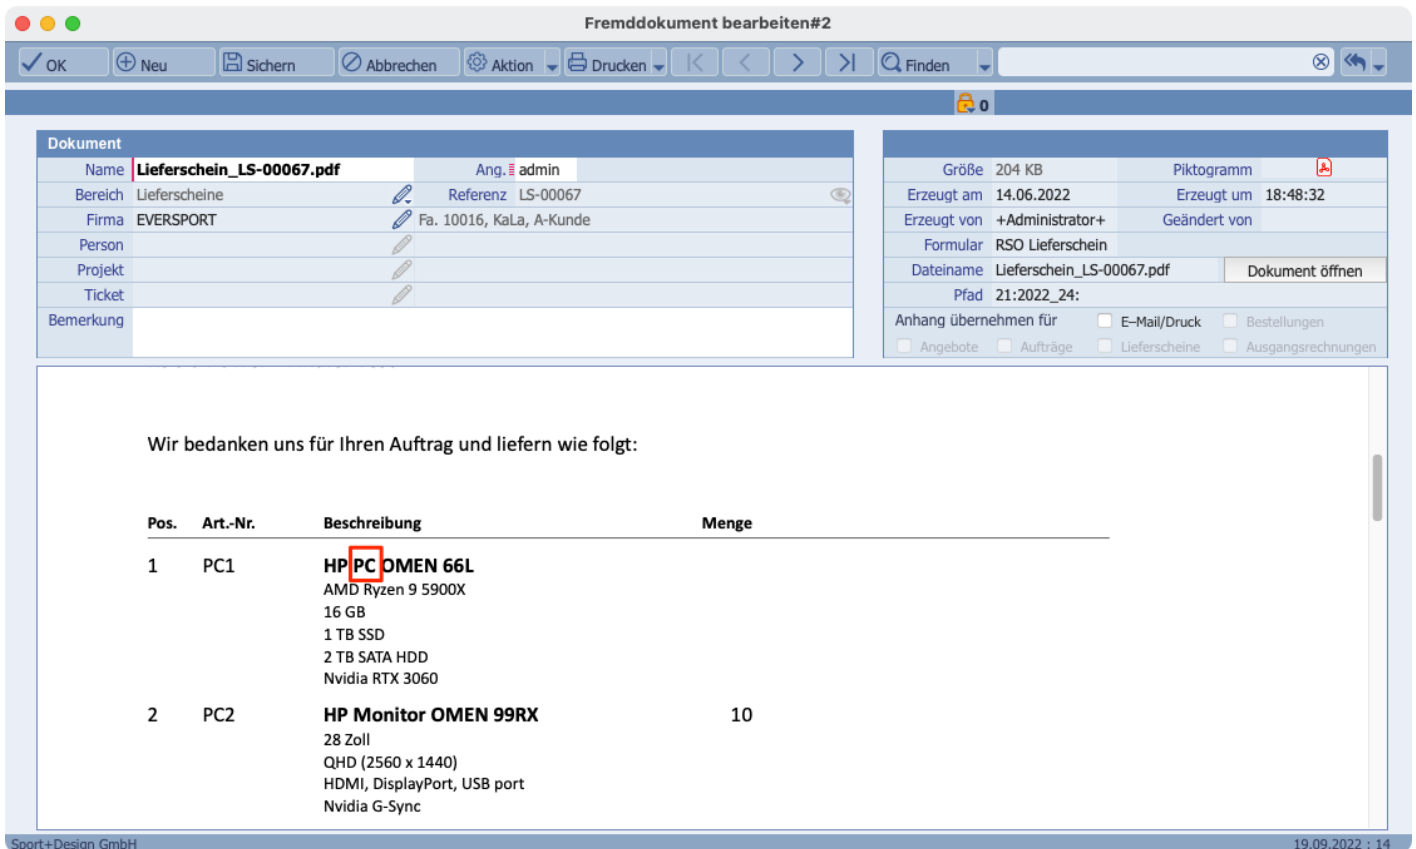 Fremddokument bearbeiten#2
OK Neu Sichern Abbrechen Aktion Drucken Finden
0
Dokument
Name Lieferschein_LS-00067.pdf Ang. admin
Bereich Lieferscheine Referenz LS-00067
Firma EVERSPORT Fa. 10016, KaLa, A-Kunde
Person
Projekt
Ticket
Bemerkung
Größe 204 KB Piktogramm
Erzeugt am 14.06.2022 Erzeugt um 18:48:32
Erzeugt von +Administrator+ Geändert von
Formular RSO Lieferschein
Dateiname Lieferschein_LS-00067.pdf Dokument öffnen
Pfad 21:2022_24:
Anhang übernehmen für E–Mail/Druck Bestellungen
Angebote Aufträge Lieferscheine Ausgangsrechnungen
Wir bedanken uns für Ihren Auftrag und liefern wie folgt:
Pos. Art.-Nr. Beschreibung Menge
1 PC1 HP PC OMEN 66L
AMD Ryzen 9 5900X
16 GB
1 TB SSD
2 TB SATA HDD
Nvidia RTX 3060
2 PC2 HP Monitor OMEN 99RX 10
28 Zoll
QHD (2560 x 1440)
HDMI, DisplayPort, USB port
Nvidia G-Sync
Sport+Design GmbH 19.09.2022 : 14